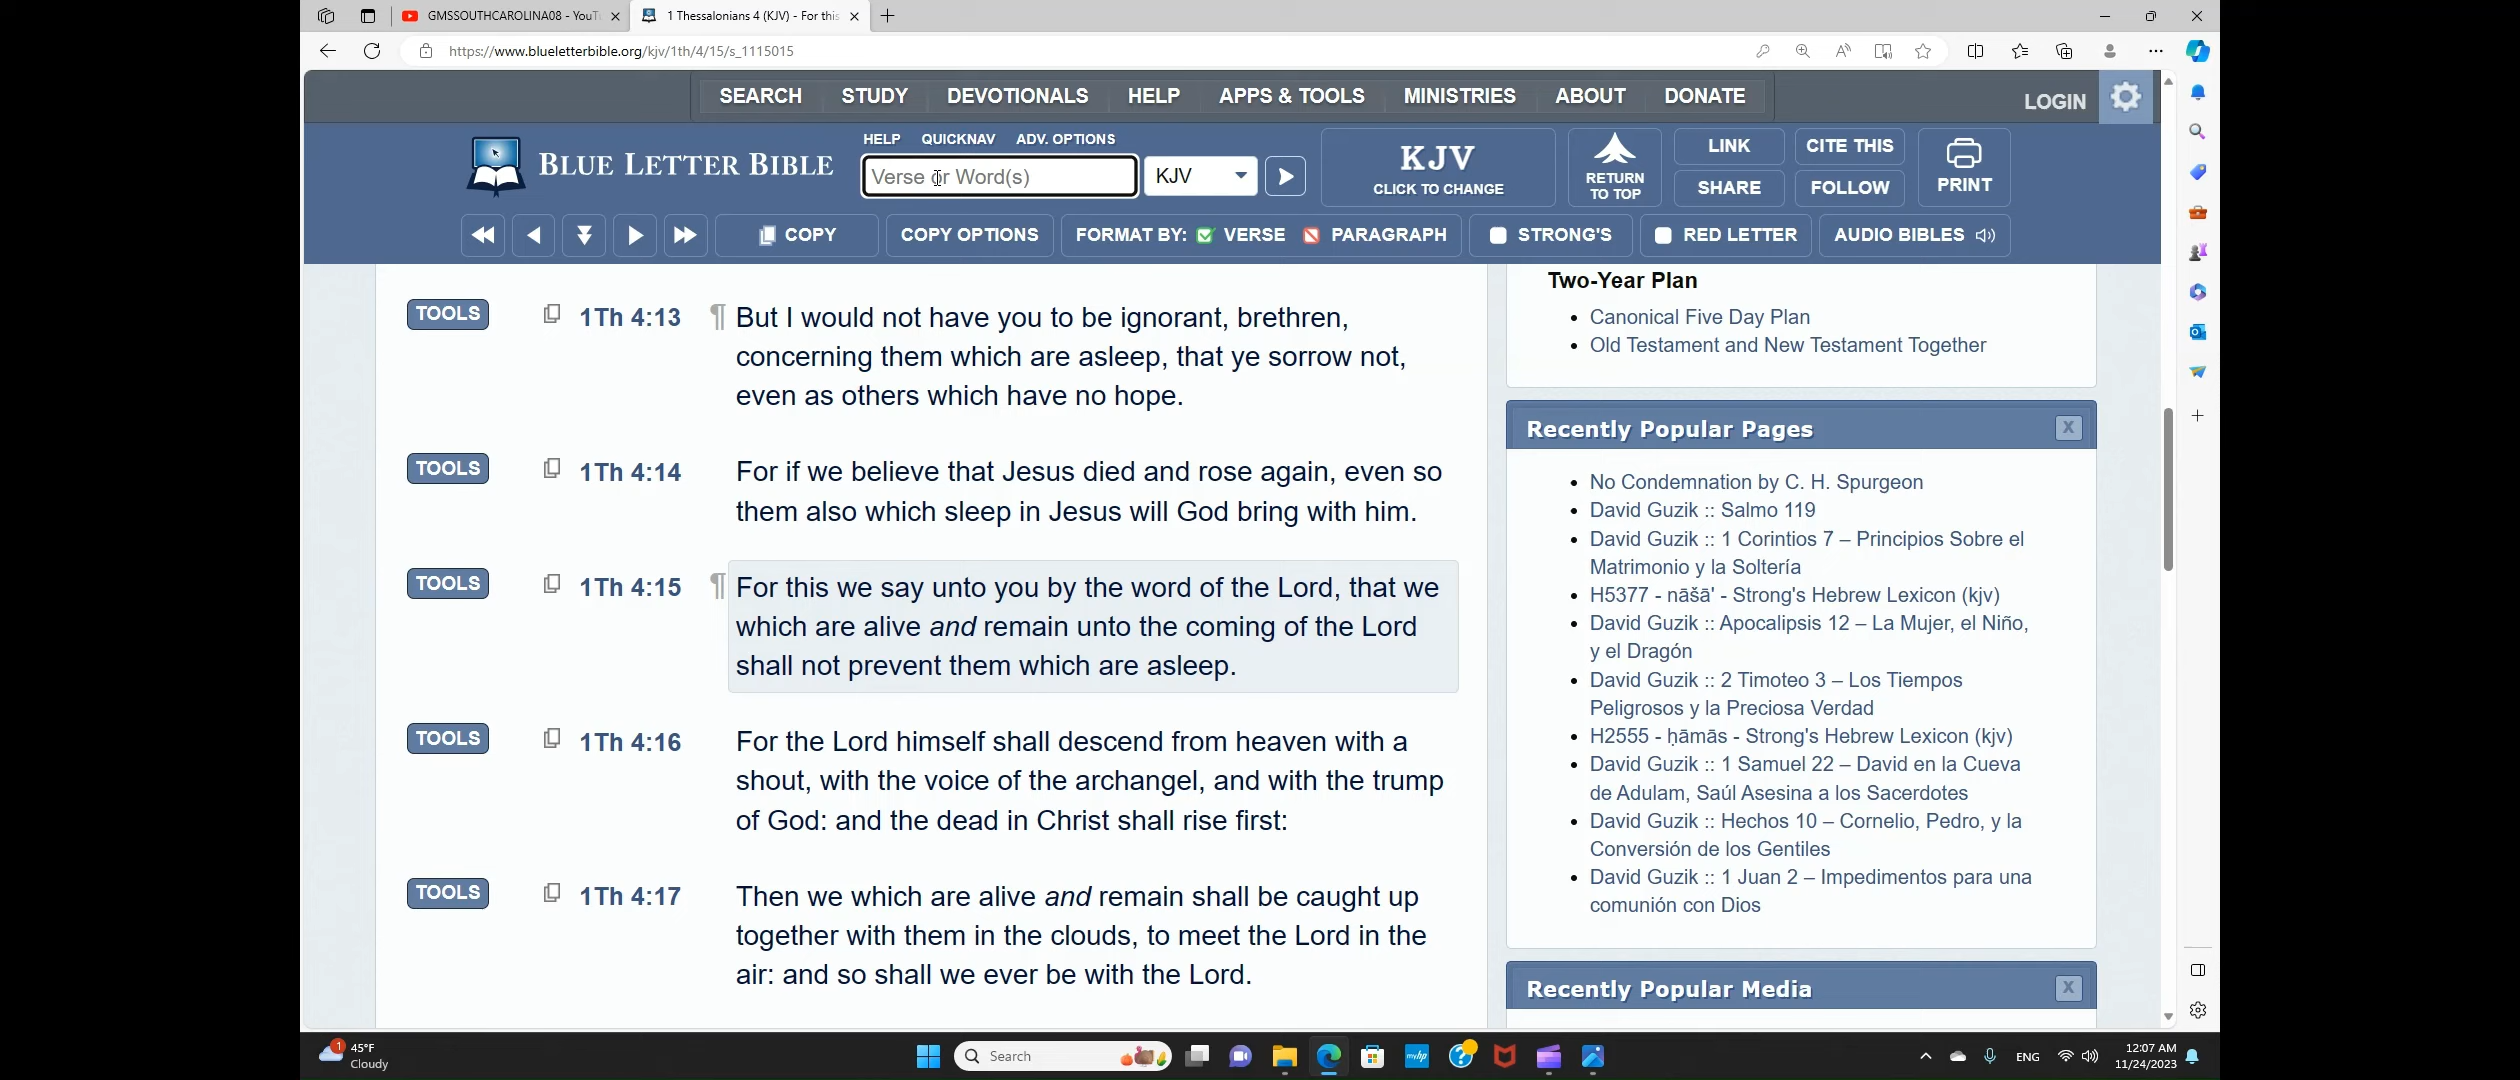 GMSSOUTHCAROLINA08 - YouT
1 Thessalonians 4 (KJV) - For this
https://www.blueletterbible.org/kjv/1th/4/15/s_1115015
SEARCH STUDY DEVOTIONALS HELP APPS & TOOLS MINISTRIES ABOUT DONATE
LOGIN
HELP QUICKNAV ADV. OPTIONS
BLUE LETTER BIBLE
Verse or Word(s)
KJV
KJV
CLICK TO CHANGE
RETURN
TO TOP
LINK
CITE THIS
SHARE
FOLLOW
PRINT
COPY
COPY OPTIONS
FORMAT BY: VERSE PARAGRAPH
STRONG'S
RED LETTER
AUDIO BIBLES
TOOLS
1Th 4:13
¶ But I would not have you to be ignorant, brethren,
concerning them which are asleep, that ye sorrow not,
even as others which have no hope.
TOOLS
1Th 4:14
For if we believe that Jesus died and rose again, even so
them also which sleep in Jesus will God bring with him.
TOOLS
1Th 4:15
¶ For this we say unto you by the word of the Lord, that we
which are alive and remain unto the coming of the Lord
shall not prevent them which are asleep.
TOOLS
1Th 4:16
For the Lord himself shall descend from heaven with a
shout, with the voice of the archangel, and with the trump
of God: and the dead in Christ shall rise first:
TOOLS
1Th 4:17
Then we which are alive and remain shall be caught up
together with them in the clouds, to meet the Lord in the
air: and so shall we ever be with the Lord.
Two-Year Plan
• Canonical Five Day Plan
• Old Testament and New Testament Together
Recently Popular Pages
X
• No Condemnation by C. H. Spurgeon
• David Guzik :: Salmo 119
• David Guzik :: 1 Corintios 7 – Principios Sobre el
Matrimonio y la Soltería
• H5377 - nāšā' - Strong's Hebrew Lexicon (kjv)
• David Guzik :: Apocalipsis 12 – La Mujer, el Niño,
y el Dragón
• David Guzik :: 2 Timoteo 3 – Los Tiempos
Peligrosos y la Preciosa Verdad
• H2555 - ḥāmās - Strong's Hebrew Lexicon (kjv)
• David Guzik :: 1 Samuel 22 – David en la Cueva
de Adulam, Saúl Asesina a los Sacerdotes
• David Guzik :: Hechos 10 – Cornelio, Pedro, y la
Conversión de los Gentiles
• David Guzik :: 1 Juan 2 – Impedimentos para una
comunión con Dios
Recently Popular Media
X
1
45°F
Cloudy
Search
myhp
ENG
12:07 AM
11/24/2023